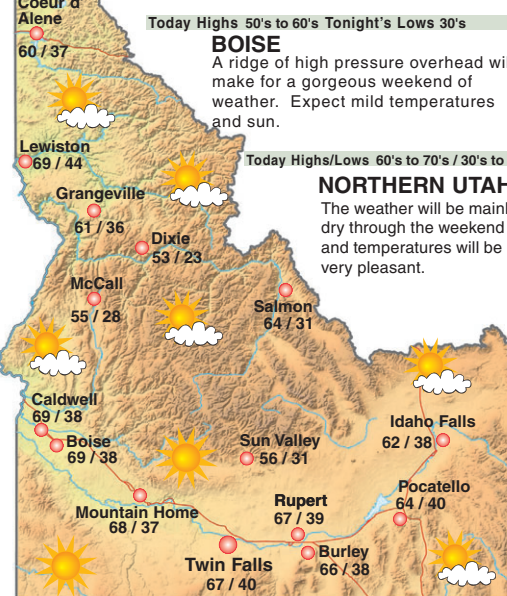 Coeur d'
Alene
60 / 37
Today Highs 50's to 60's Tonight's Lows 30's
BOISE
A ridge of high pressure overhead
make for a gorgeous weekend of
weather. Expect mild temperatures
and sun.
Lewiston
69 / 44
Today Highs/Lows 60's to 70's / 30's to
NORTHERN UTAH
The weather will be
dry through the weekend
and temperatures will be
very pleasant.
Grangeville
61 / 36
Dixie
53 / 23
McCall
55 / 28
Salmon
64 / 31
Caldwell
69 / 38
Boise
69 / 38
Sun Valley
56 / 31
Idaho Falls
62 / 38
Mountain Home
68 / 37
Rupert
67 / 39
Pocatello
64 / 40
Twin Falls
67 / 40
Burley
66 / 38